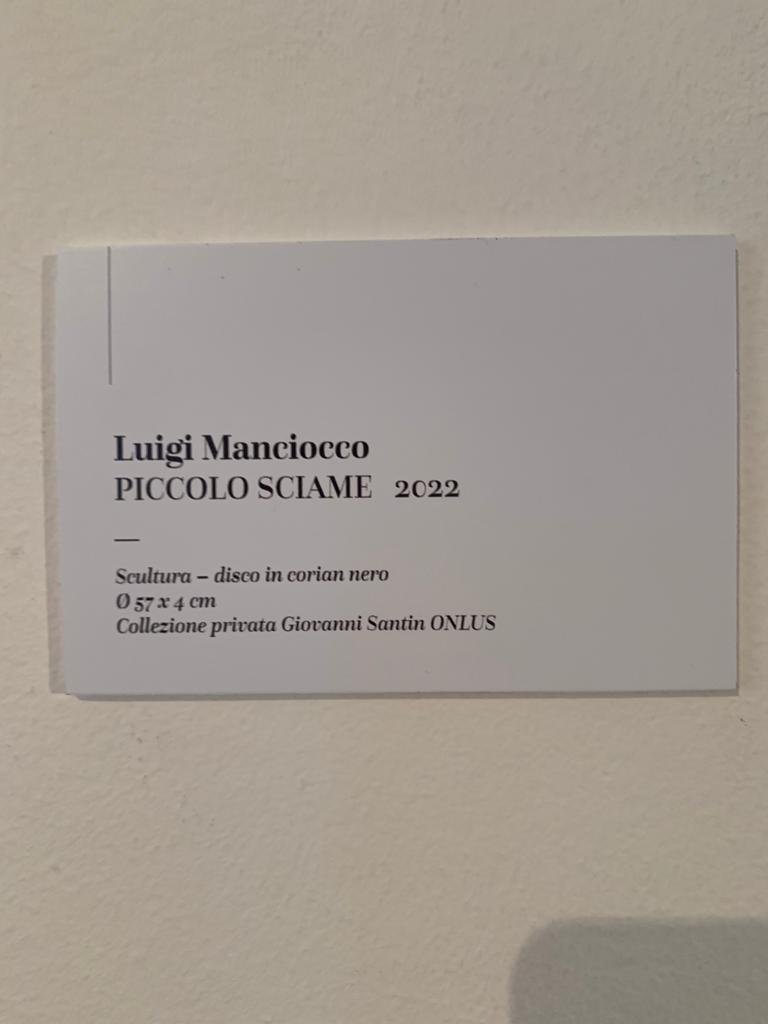 Luigi Manciocco
PICCOLO SCIAME 2022
—
Scultura – disco in corian nero
Ø 57 x 4 cm
Collezione privata Giovanni Santin ONLUS